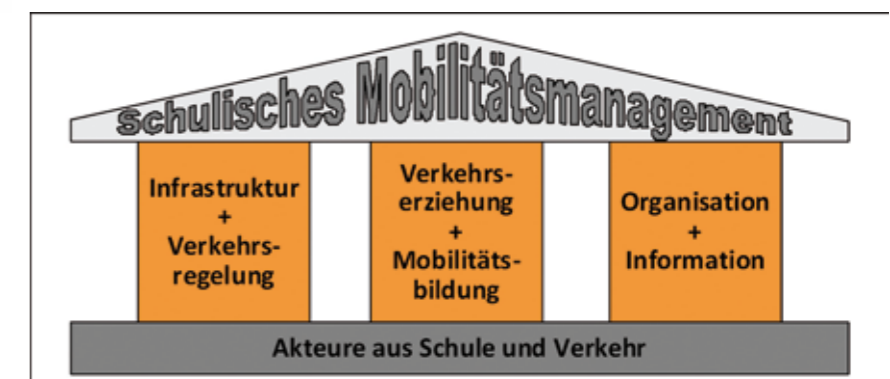 Schulisches Mobilitätsmanagement
Infrastruktur
+
Verkehrs-
regelung
Verkehrs-
erziehung
+
Mobilitäts-
bildung
Organisation
+
Information
Akteure aus Schule und Verkehr